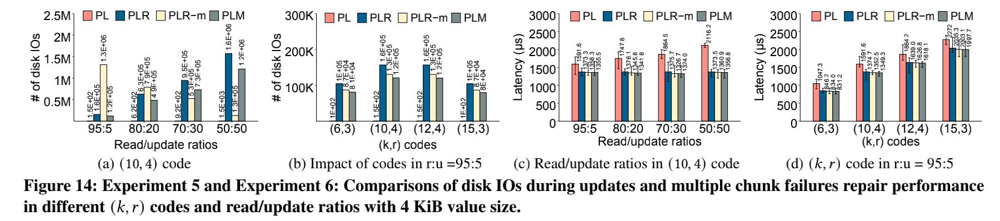 2.5M
2M
1.5M
1M
0.5M
# of disk IOs
PL PLR PLR−m PLM
1.5E+02 1.6E+05 1.3E+06 1.2E+05
6.2E+02 6.3E+05 7.9E+05 4.9E+05
9.2E+02 9.5E+05 5.3E+05 7.3E+05
1.5E+03 1.6E+06 1.3E+05 1.2E+06
95:5 80:20 70:30 50:50
Read/update ratios
(a) (10, 4) code
300K
200K
100K
# of disk IOs
PL PLR PLR−m PLM
1E+02 1E+05 8.7E+04 8.1E+04
1.5E+02 1.6E+05 1.3E+05 1.2E+05
1.5E+02 1.6E+05 1.3E+05 1.2E+05
1E+02 1E+05 8.7E+04 8E+04
(6,3) (10,4) (12,4) (15,3)
(k,r) codes
(b) Impact of codes in r:u =95:5
3000
2500
2000
1500
1000
500
0
Latency (μs)
PL PLR PLR−m PLM
1591.6 1373.3 1358.3 1355.5
1747.8 1376.1 1345.8 1341.8
1864.5 1375.7 1326.7 1324.0
2116.2 1373.5 1360.9 1356.8
95:5 80:20 70:30 50:50
Read/update ratios
(c) Read/update ratios in (10, 4) code
3000
2500
2000
1500
1000
500
0
Latency (μs)
PL PLR PLR−m PLM
1047.3 846.2 834.0 831.2
1591.6 1374.7 1352.5 1349.3
1864.2 1639.0 1626.8 1618.1
2272 2035.3 2003.1 1997.7
(6,3) (10,4) (12,4) (15,3)
(k,r) codes
(d) (k, r) code in r:u = 95:5
Figure 14: Experiment 5 and Experiment 6: Comparisons of disk IOs during updates and multiple chunk failures repair performance
in different (k, r) codes and read/update ratios with 4 KiB value size.